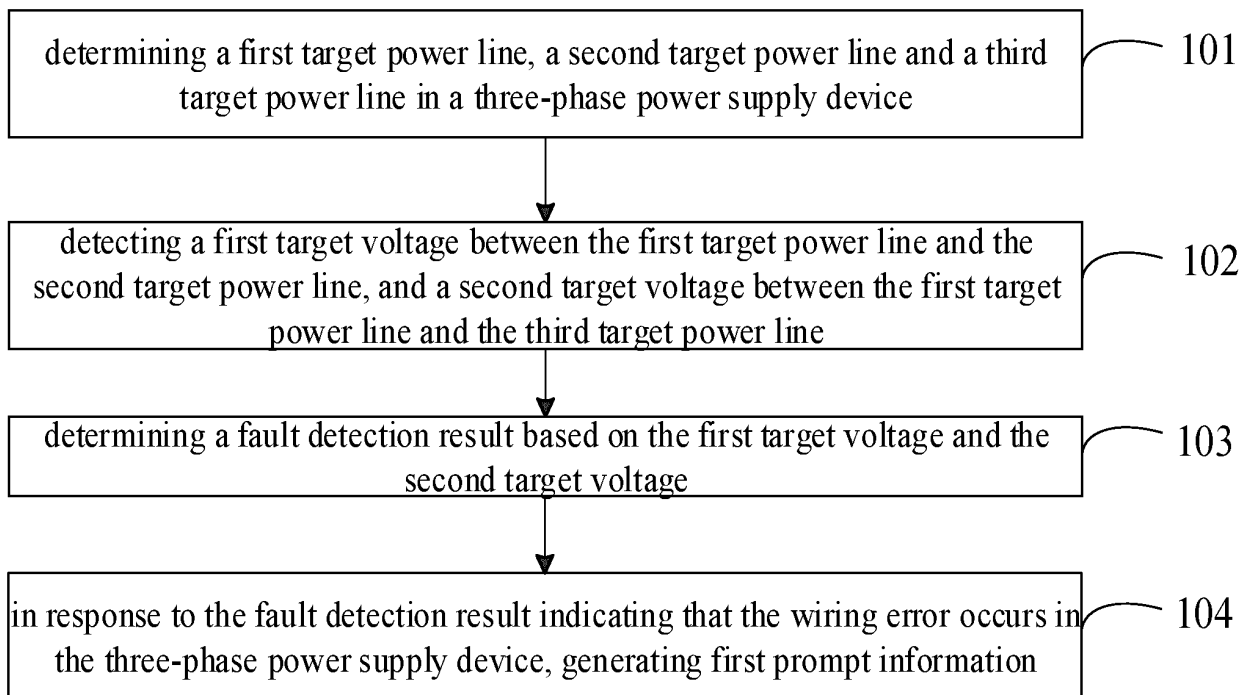 determining a first target power line, a second target power line and a third
target power line in a three-phase power supply device
101
detecting a first target voltage between the first target power line and the
second target power line, and a second target voltage between the first target
power line and the third target power line
102
determining a fault detection result based on the first target voltage and the
second target voltage
103
in response to the fault detection result indicating that the wiring error occurs in
the three-phase power supply device, generating first prompt information
104